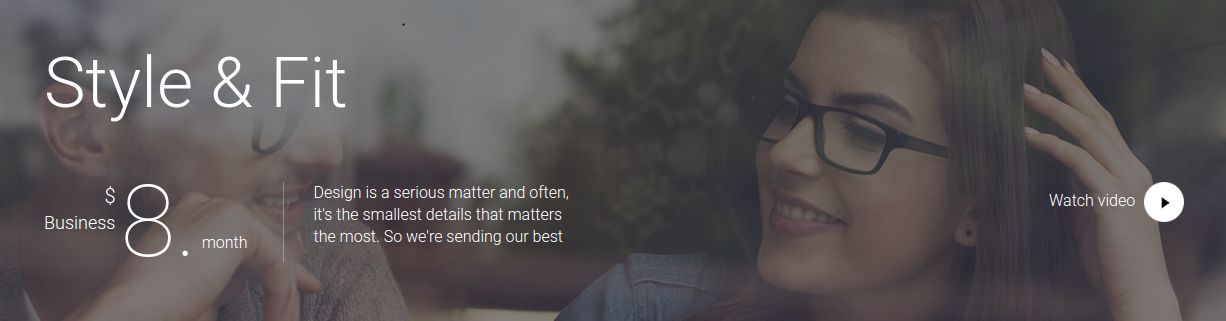 Style & Fit
$
Business 8. month
Design is a serious matter and often,
it's the smallest details that matters
the most. So we're sending our best
Watch video